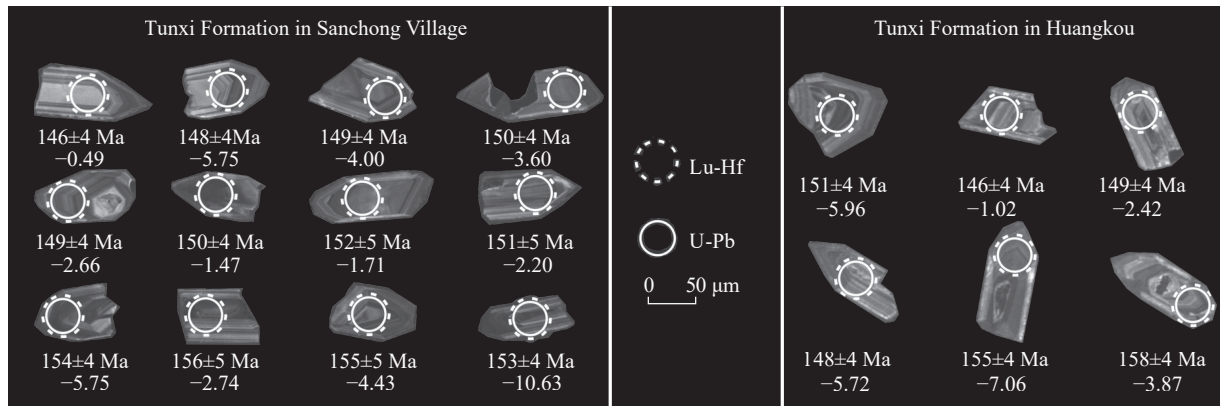 Tunxi Formation in Sanchong Village
146±4 Ma
−0.49
148±4Ma
−5.75
149±4 Ma
−4.00
150±4 Ma
−3.60
149±4 Ma
−2.66
150±4 Ma
−1.47
152±5 Ma
−1.71
151±5 Ma
−2.20
154±4 Ma
−5.75
156±5 Ma
−2.74
155±5 Ma
−4.43
153±4 Ma
−10.63
Lu-Hf
U-Pb
0 50 μm
Tunxi Formation in Huangkou
151±4 Ma
−5.96
146±4 Ma
−1.02
149±4 Ma
−2.42
148±4 Ma
−5.72
155±4 Ma
−7.06
158±4 Ma
−3.87